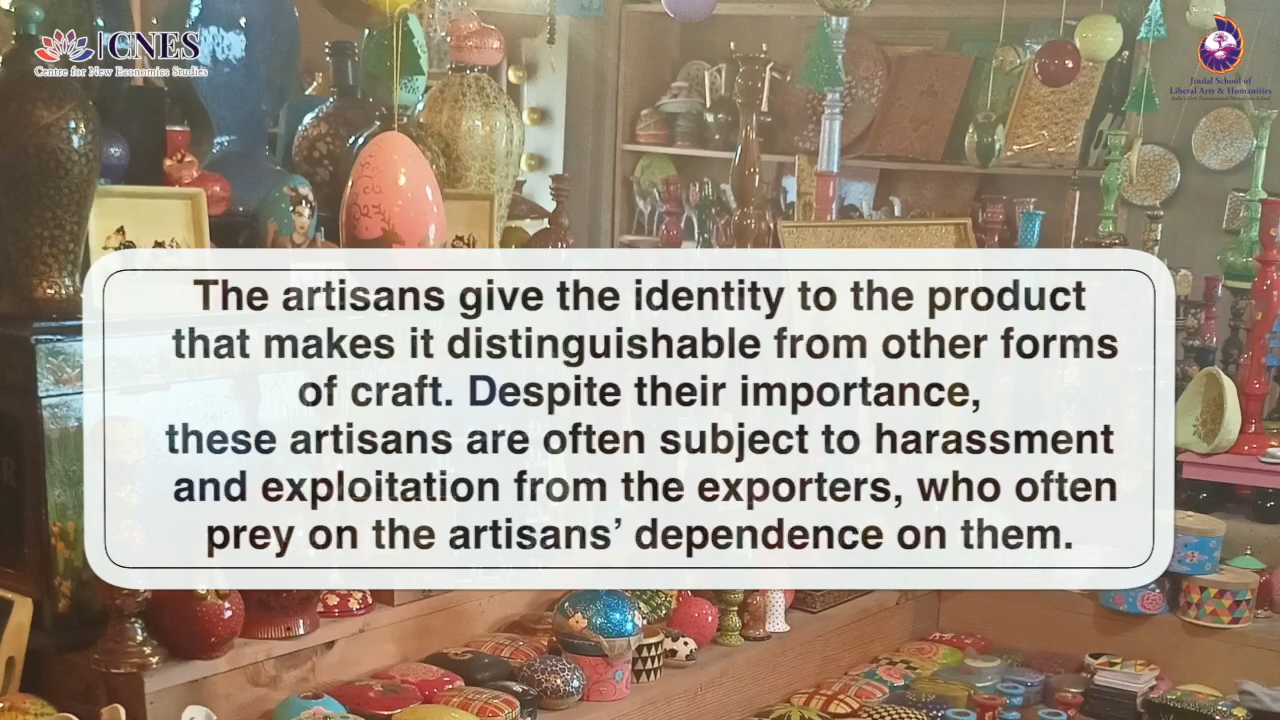 CNES
Centre for New Economics Studies
Jindal School of
Liberal Arts & Humanities
The artisans give the identity to the product
that makes it distinguishable from other forms
of craft. Despite their importance,
these artisans are often subject to harassment
and exploitation from the exporters, who often
prey on the artisans’ dependence on them.